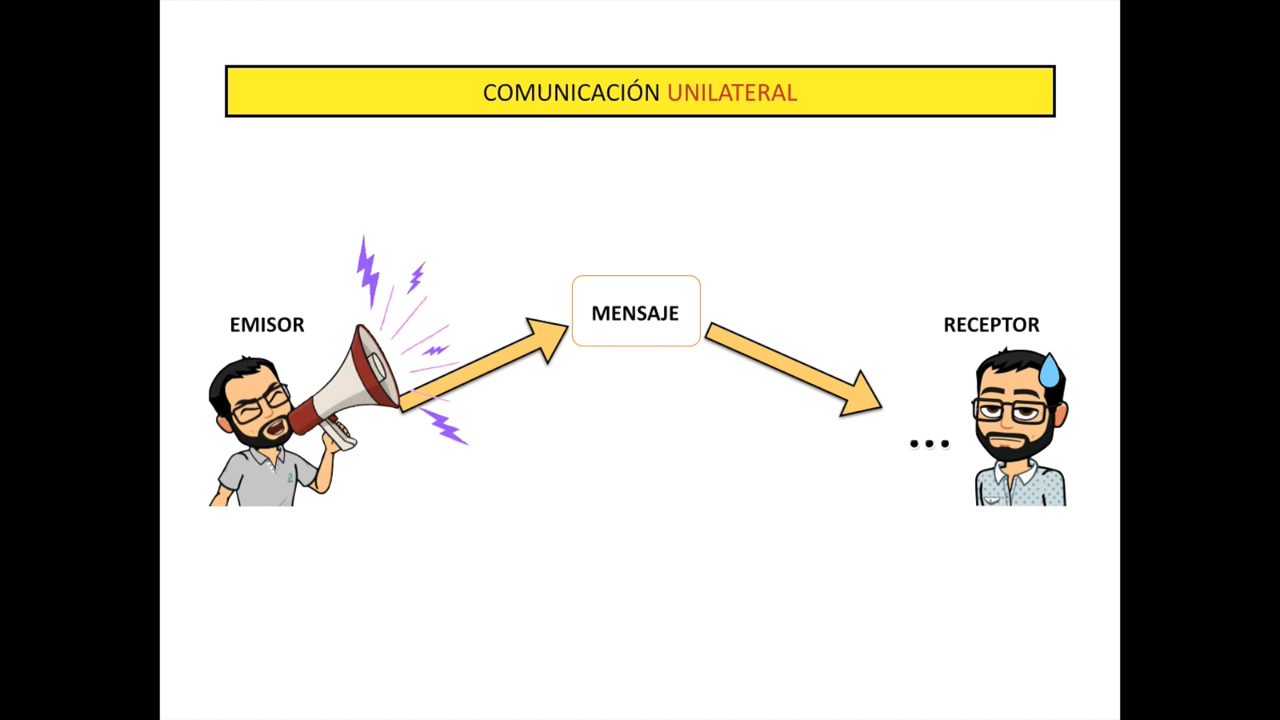 COMUNICACIÓN UNILATERAL
EMISOR
MENSAJE
RECEPTOR
...